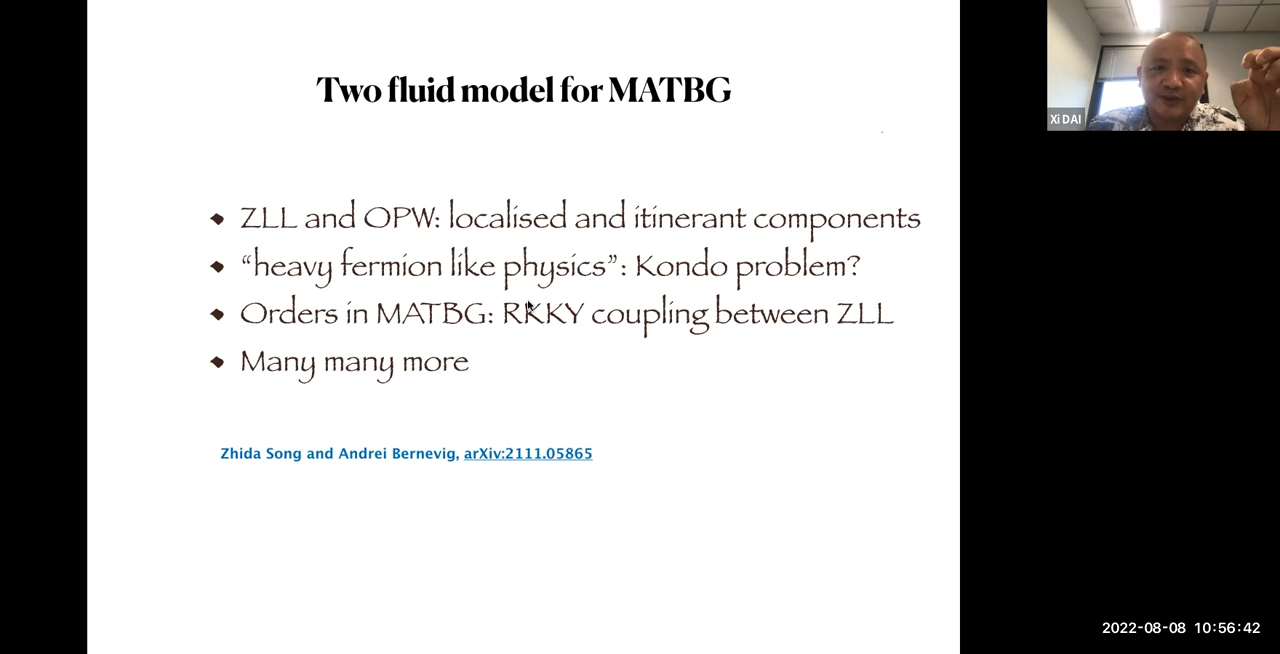 Two fluid model for MATBG
Xi DAI
ZLL and OPW: localised and itinerant components
“heavy fermion like physics”: Kondo problem?
Orders in MATBG: RKKY coupling between ZLL
Many many more
Zhida Song and Andrei Bernevig, arXiv:2111.05865
2022-08-08 10:56:42